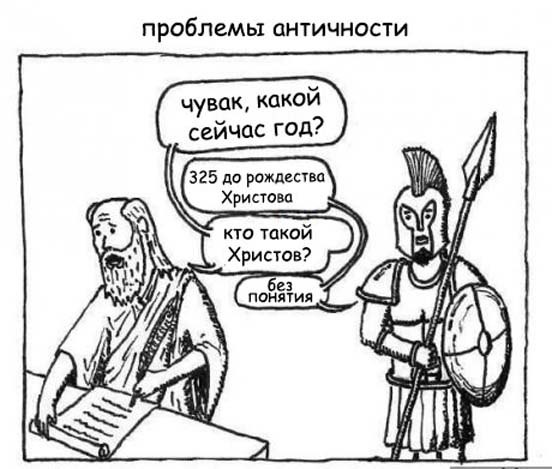 проблемы античности
чувак, какой
сейчас год?
325 до рождества
Христова
кто такой
Христов?
без
понятия